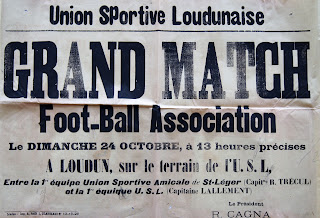 Union Sportive Loudunaise
GRAND MATCH
Foot-Ball Association
Le DIMANCHE 24 OCTOBRE, à 13 heures précises
A LOUDUN, sur le terrain de l'U. S. L,
Entre la 1re équipe Union Sportive Amicale de St-Léger (Capitne R. TRÉCUL)
et la 1re équipe U. S. L (Capitaine LALLEMENT)
Le Président
R. CAGNA